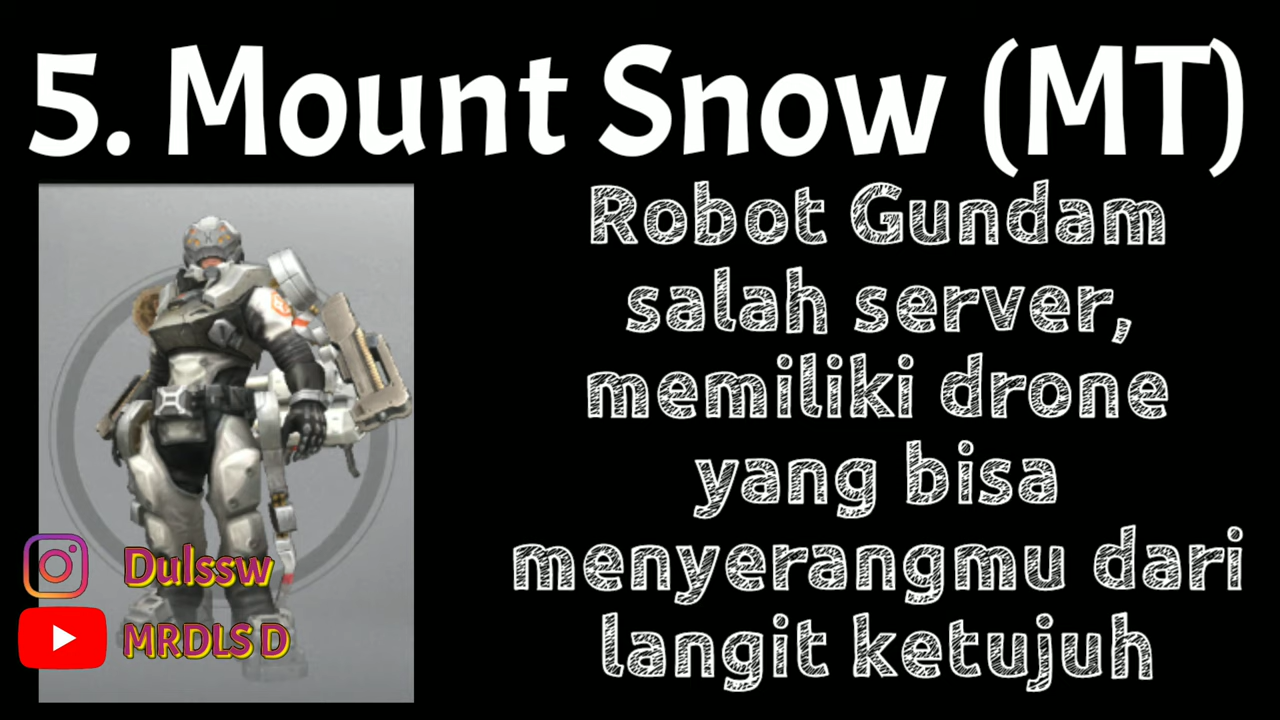 5. Mount Snow (MT)
Robot Gundam
salah server,
memiliki drone
yang bisa
menyerangmu dari
langit ketujuh
Dulssw
MRDLS D